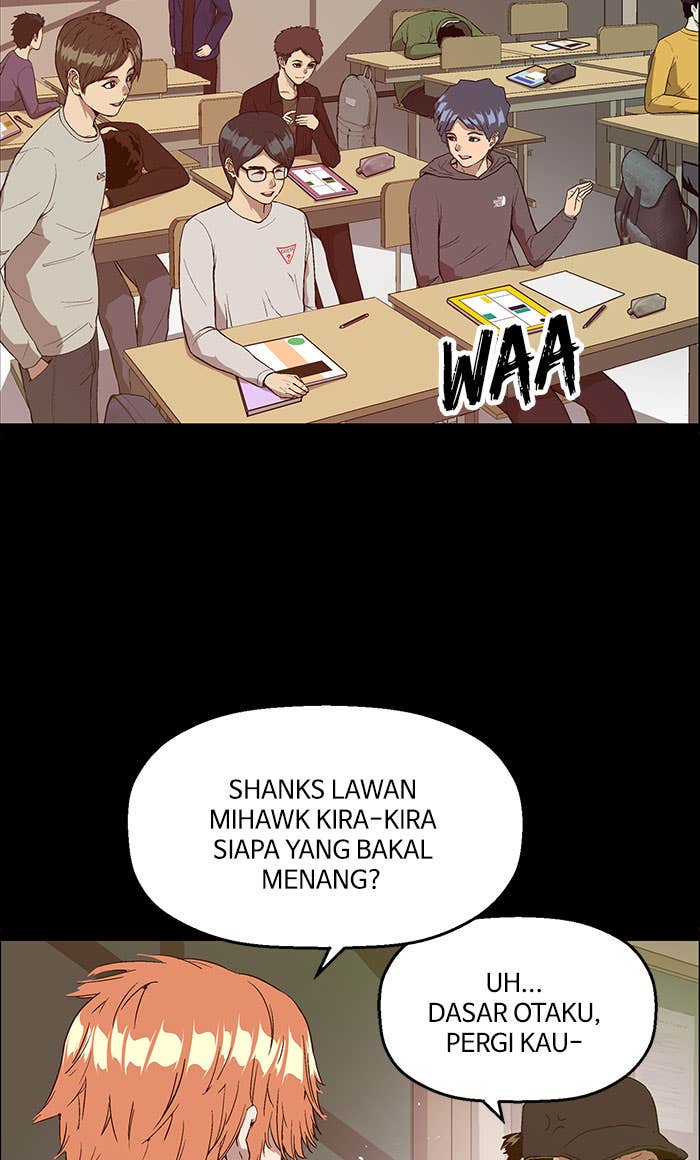 WAA
SHANKS LAWAN
MIHAWK KIRA-KIRA
SIAPA YANG BAKAL
MENANG?
UH...
DASAR OTAKU,
PERGI KAU-